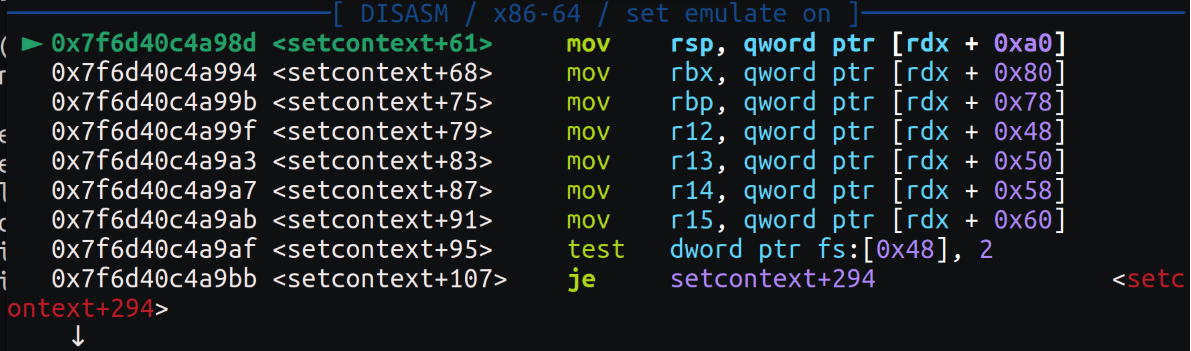 [ DISASM / x86-64 / set emulate on ]
► 0x7f6d40c4a98d <setcontext+61> mov rsp, qword ptr [rdx + 0xa0]
0x7f6d40c4a994 <setcontext+68> mov rbx, qword ptr [rdx + 0x80]
0x7f6d40c4a99b <setcontext+75> mov rbp, qword ptr [rdx + 0x78]
0x7f6d40c4a99f <setcontext+79> mov r12, qword ptr [rdx + 0x48]
0x7f6d40c4a9a3 <setcontext+83> mov r13, qword ptr [rdx + 0x50]
0x7f6d40c4a9a7 <setcontext+87> mov r14, qword ptr [rdx + 0x58]
0x7f6d40c4a9ab <setcontext+91> mov r15, qword ptr [rdx + 0x60]
0x7f6d40c4a9af <setcontext+95> test dword ptr fs:[0x48], 2
0x7f6d40c4a9bb <setcontext+107> je setcontext+294 <setc
ontext+294>
↓